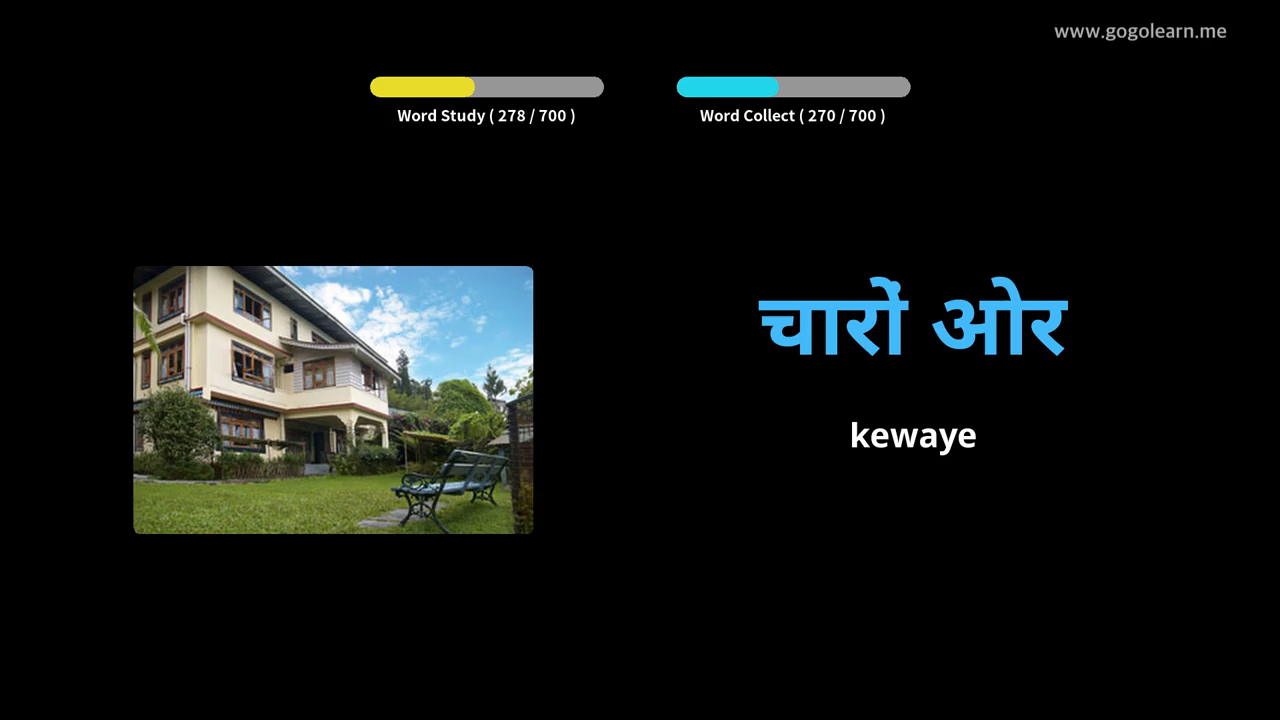 www.gogolearn.me
Word Study ( 278 / 700 )
Word Collect ( 270 / 700 )
चारों ओर
kewaye